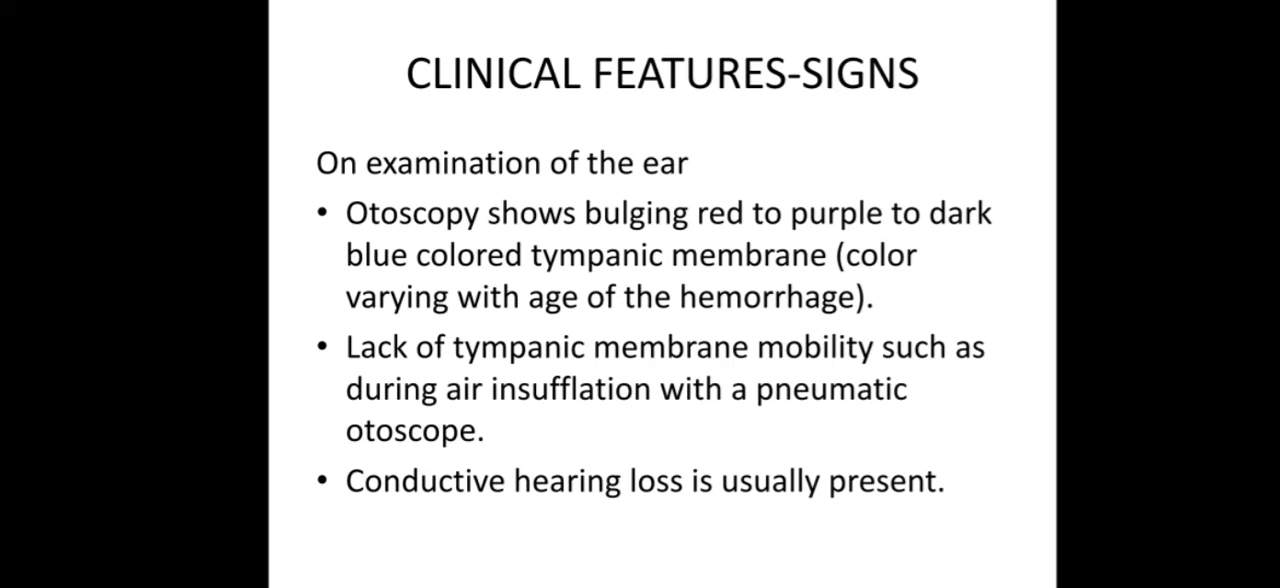 CLINICAL FEATURES-SIGNS
On examination of the ear
• Otoscopy shows bulging red to purple to dark
blue colored tympanic membrane (color
varying with age of the hemorrhage).
• Lack of tympanic membrane mobility such as
during air insufflation with a pneumatic
otoscope.
• Conductive hearing loss is usually present.